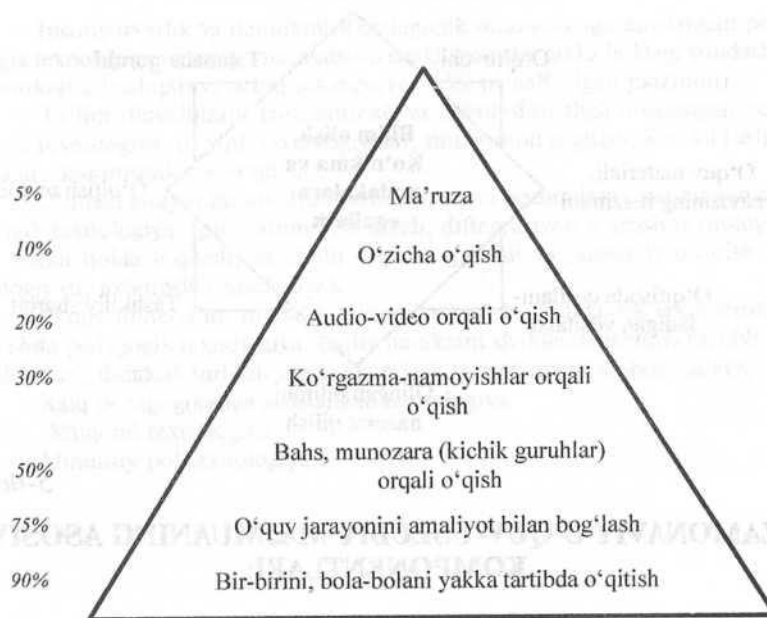 5% Ma’ruza
10% O‘zicha o‘qish
20% Audio-video orqali o‘qish
30% Ko‘rgazma-namoyishlar orqali
o‘qish
50% Bahs, munozara (kichik guruhlar)
orqali o‘qish
75% O‘quv jarayonini amaliyot bilan bog‘lash
90% Bir-birini, bola-bolani yakka tartibda o‘qitish